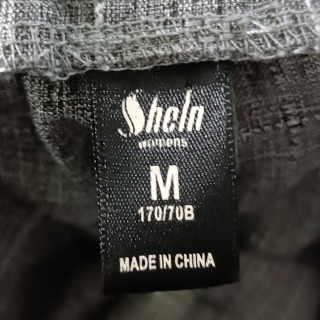 Sheln
womens
M
170/70B
MADE IN CHINA